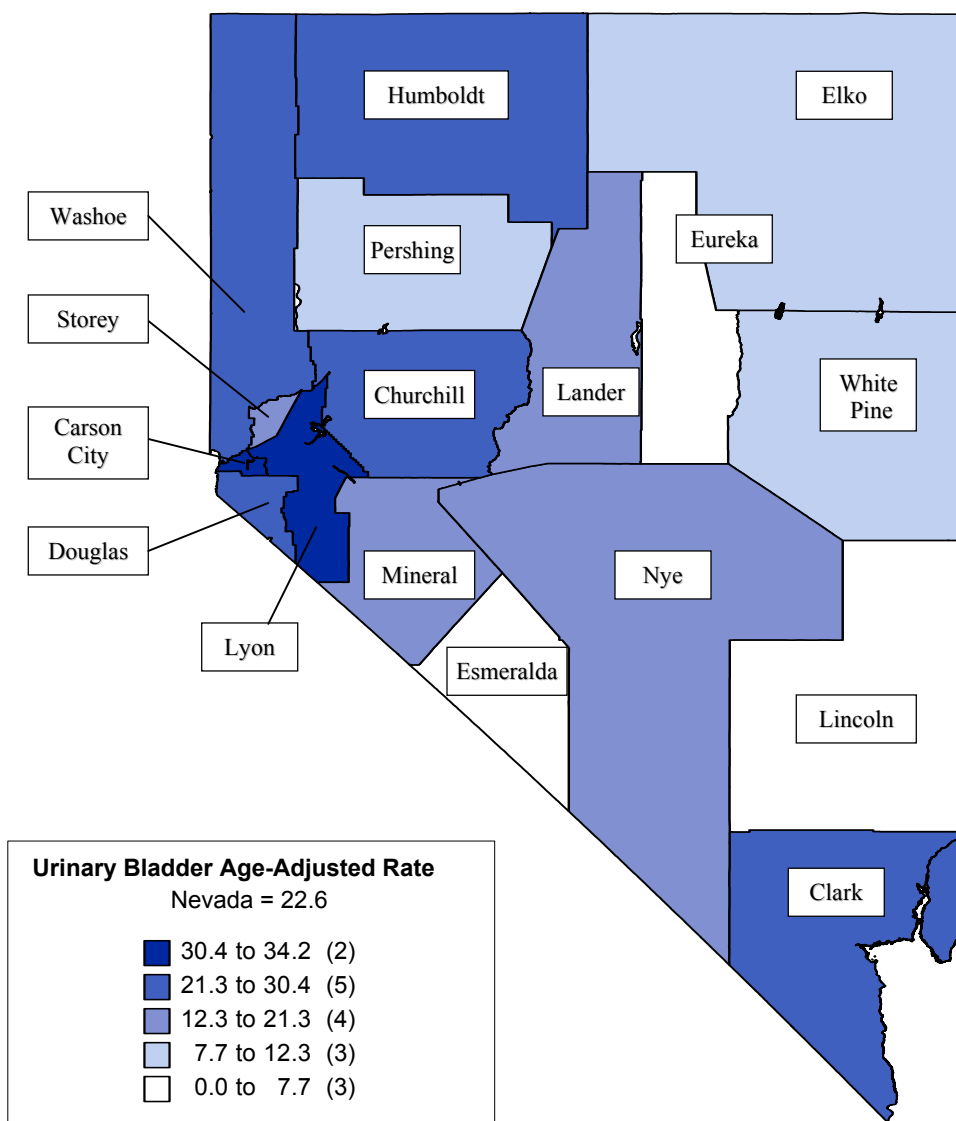 Humboldt
Elko
Washoe
Pershing
Eureka
Storey
Churchill
Lander
White
Pine
Carson
City
Douglas
Mineral
Nye
Lyon
Esmeralda
Lincoln
Clark
Urinary Bladder Age-Adjusted Rate
Nevada = 22.6
30.4 to 34.2 (2)
21.3 to 30.4 (5)
12.3 to 21.3 (4)
7.7 to 12.3 (3)
0.0 to 7.7 (3)